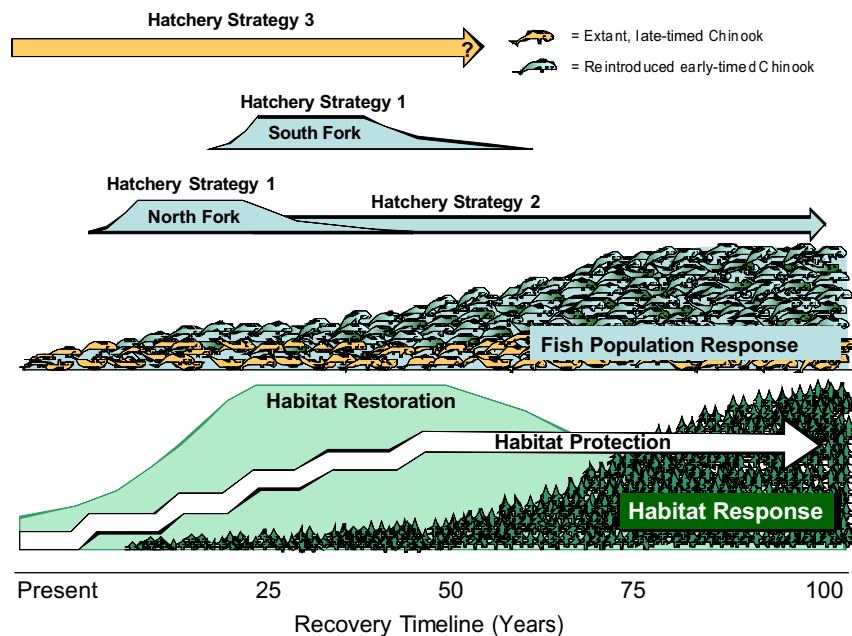 Hatchery Strategy 3
?
= Extant, late-timed Chinook
= Reintroduced early-timed Chinook
Hatchery Strategy 1
South Fork
Hatchery Strategy 1
Hatchery Strategy 2
North Fork
Fish Population Response
Habitat Restoration
Habitat Protection
Habitat Response
Present 25 50 75 100
Recovery Timeline (Years)